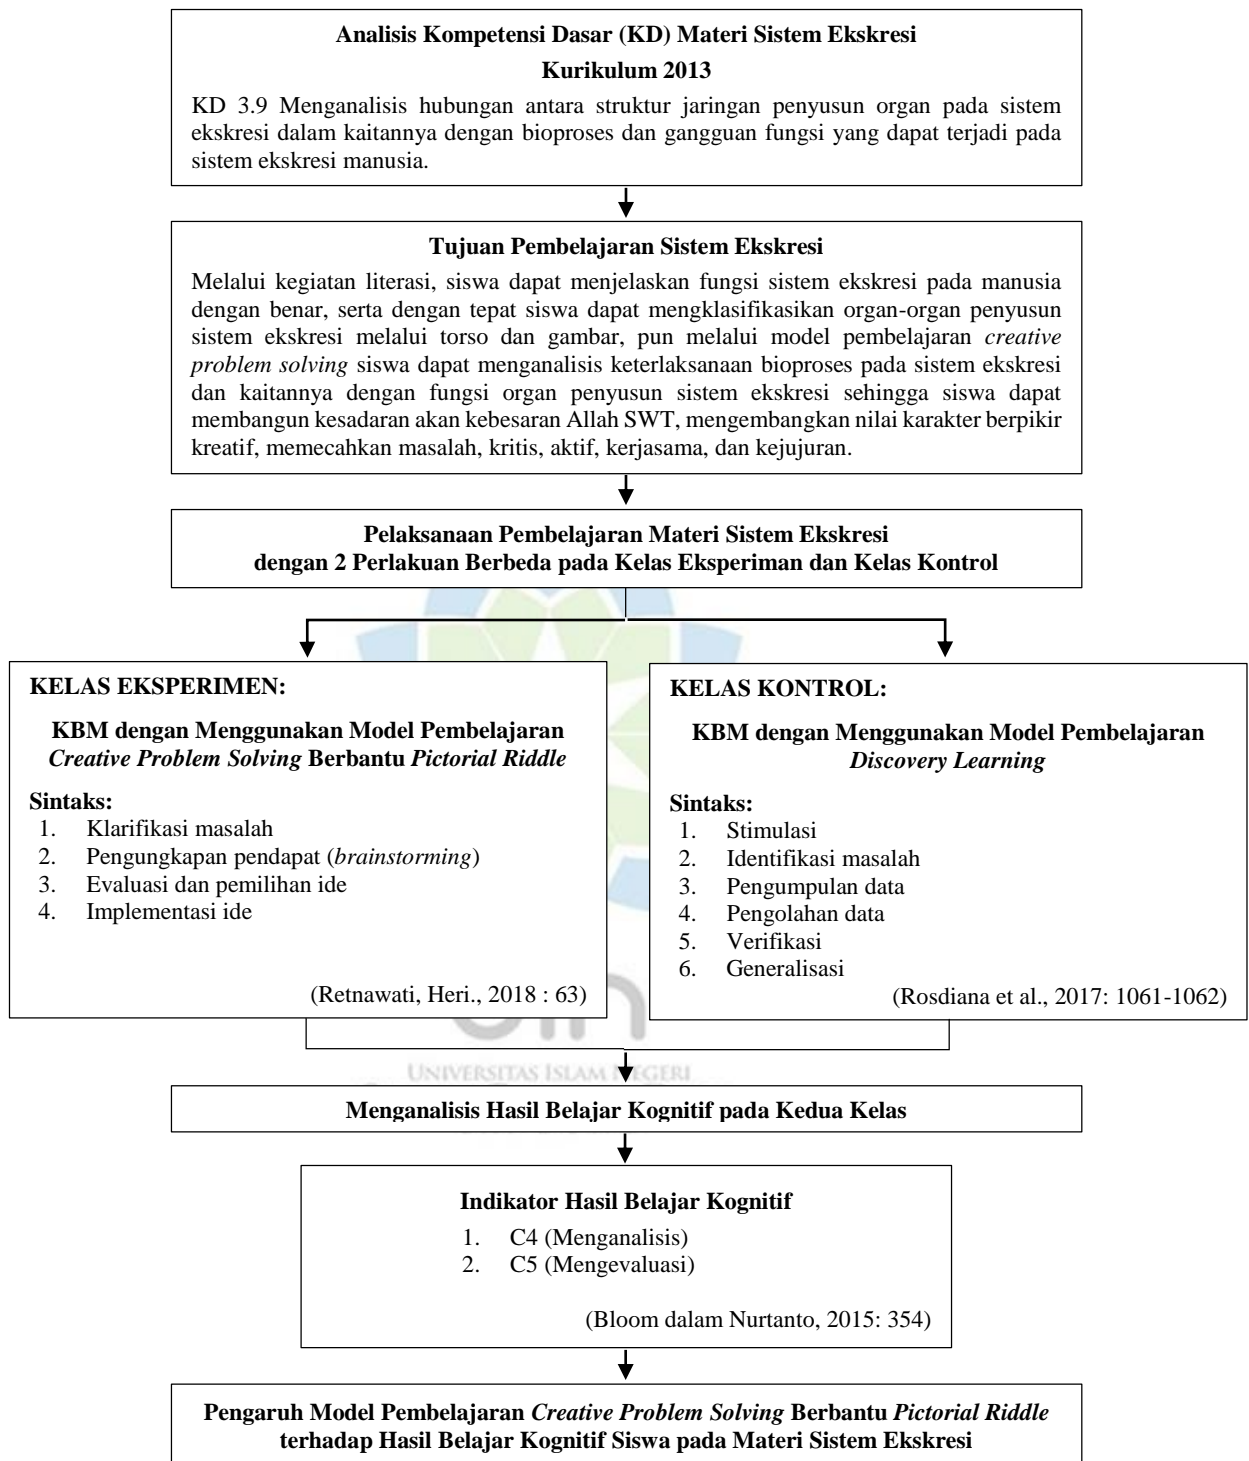 Analisis Kompetensi Dasar (KD) Materi Sistem Ekskresi
Kurikulum 2013
KD 3.9 Menganalisis hubungan antara struktur jaringan penyusun organ pada sistem
ekskresi dalam kaitannya dengan bioproses dan gangguan fungsi yang dapat terjadi pada
sistem ekskresi manusia.
Tujuan Pembelajaran Sistem Ekskresi
Melalui kegiatan literasi, siswa dapat menjelaskan fungsi sistem ekskresi pada manusia
dengan benar, serta dengan tepat siswa dapat mengklasifikasikan organ-organ penyusun
sistem ekskresi melalui torso dan gambar, pun melalui model pembelajaran creative
problem solving siswa dapat menganalisis keterlaksanaan bioproses pada sistem ekskresi
dan kaitannya dengan fungsi organ penyusun sistem ekskresi sehingga siswa dapat
membangun kesadaran akan kebesaran Allah SWT, mengembangkan nilai karakter berpikir
kreatif, memecahkan masalah, kritis, aktif, kerjasama, dan kejujuran.
Pelaksanaan Pembelajaran Materi Sistem Ekskresi
dengan 2 Perlakuan Berbeda pada Kelas Eksperiman dan Kelas Kontrol
KELAS EKSPERIMEN:
KBM dengan Menggunakan Model Pembelajaran
Creative Problem Solving Berbantu Pictorial Riddle
Sintaks:
1. Klarifikasi masalah
2. Pengungkapan pendapat (brainstorming)
3. Evaluasi dan pemilihan ide
4. Implementasi ide
(Retnawati, Heri., 2018 : 63)
KELAS KONTROL:
KBM dengan Menggunakan Model Pembelajaran
Discovery Learning
Sintaks:
1. Stimulasi
2. Identifikasi masalah
3. Pengumpulan data
4. Pengolahan data
5. Verifikasi
6. Generalisasi
(Rosdiana et al., 2017: 1061-1062)
UNIVERSITAS ISLAM NEGERI
Menganalisis Hasil Belajar Kognitif pada Kedua Kelas
Indikator Hasil Belajar Kognitif
1. C4 (Menganalisis)
2. C5 (Mengevaluasi)
(Bloom dalam Nurtanto, 2015: 354)
Pengaruh Model Pembelajaran Creative Problem Solving Berbantu Pictorial Riddle
terhadap Hasil Belajar Kognitif Siswa pada Materi Sistem Ekskresi